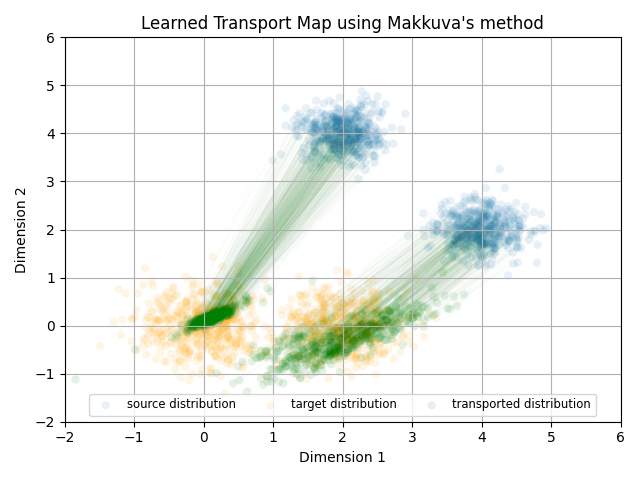 Learned Transport Map using Makkuva's method
6
5
4
3
2
1
0
−1
−2
Dimension 2
source distribution target distribution transported distribution
−2 −1 0 1 2 3 4 5 6
Dimension 1